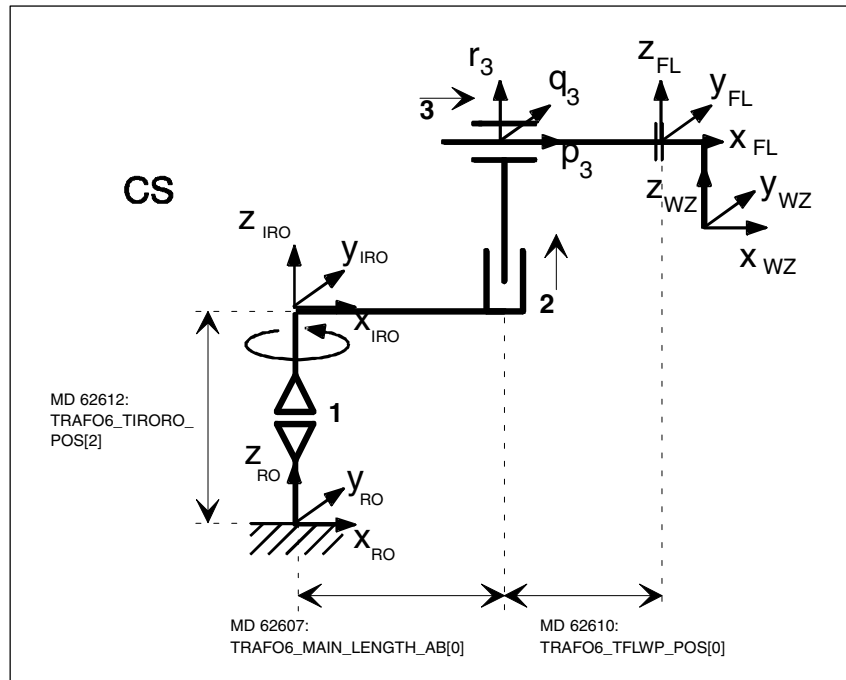 r3
q3
3
p3
zFL
yFL
xFL
zWZ
yWZ
xWZ
CS
zIRO
yIRO
xIRO
2
MD 62612:
TRAFO6_TIRORO_
POS[2]
1
zRO
yRO
xRO
MD 62607:
TRAFO6_MAIN_LENGTH_AB[0]
MD 62610:
TRAFO6_TFLWP_POS[0]